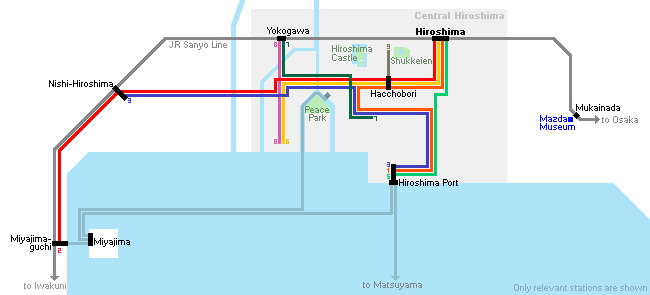 Central Hiroshima
Yokogawa
Hiroshima
JR Sanyo Line
8 7
Hiroshima
Castle
9
Shukkeien
Nishi-Hiroshima
3
Hacchobori
Peace
Park
7
Mukainada
Mazda
Museum
to Osaka
8 6
3
1
5
Hiroshima Port
Miyajima-
guchi
2
Miyajima
to Iwakuni
to Matsuyama
Only relevant stations are shown